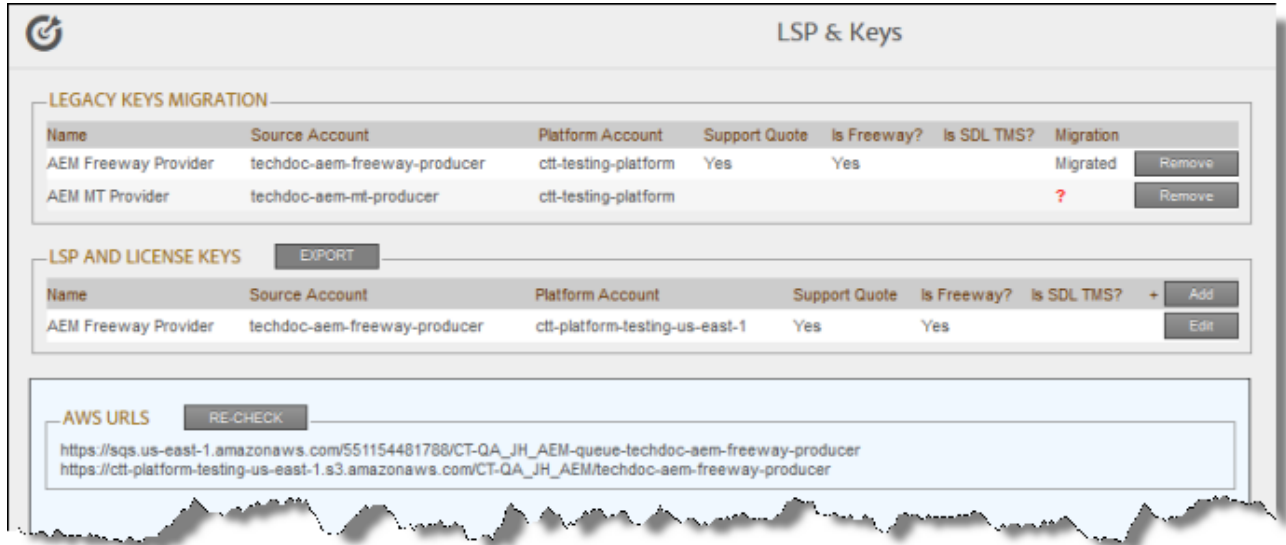 LSP & Keys
LEGACY KEYS MIGRATION
Name Source Account Platform Account Support Quote Is Freeway? Is SDL TMS? Migration
AEM Freeway Provider techdoc-aem-freeway-producer ctt-testing-platform Yes Yes Migrated Remove
AEM MT Provider techdoc-aem-mt-producer ctt-testing-platform ? Remove
LSP AND LICENSE KEYS EXPORT
Name Source Account Platform Account Support Quote Is Freeway? Is SDL TMS? + Add
AEM Freeway Provider techdoc-aem-freeway-producer ctt-platform-testing-us-east-1 Yes Yes Edit
AWS URLS RE-CHECK
https://sqs.us-east-1.amazonaws.com/551154481788/CT-QA_JH_AEM-queue-techdoc-aem-freeway-producer
https://ctt-platform-testing-us-east-1.s3.amazonaws.com/CT-QA_JH_AEM/techdoc-aem-freeway-producer